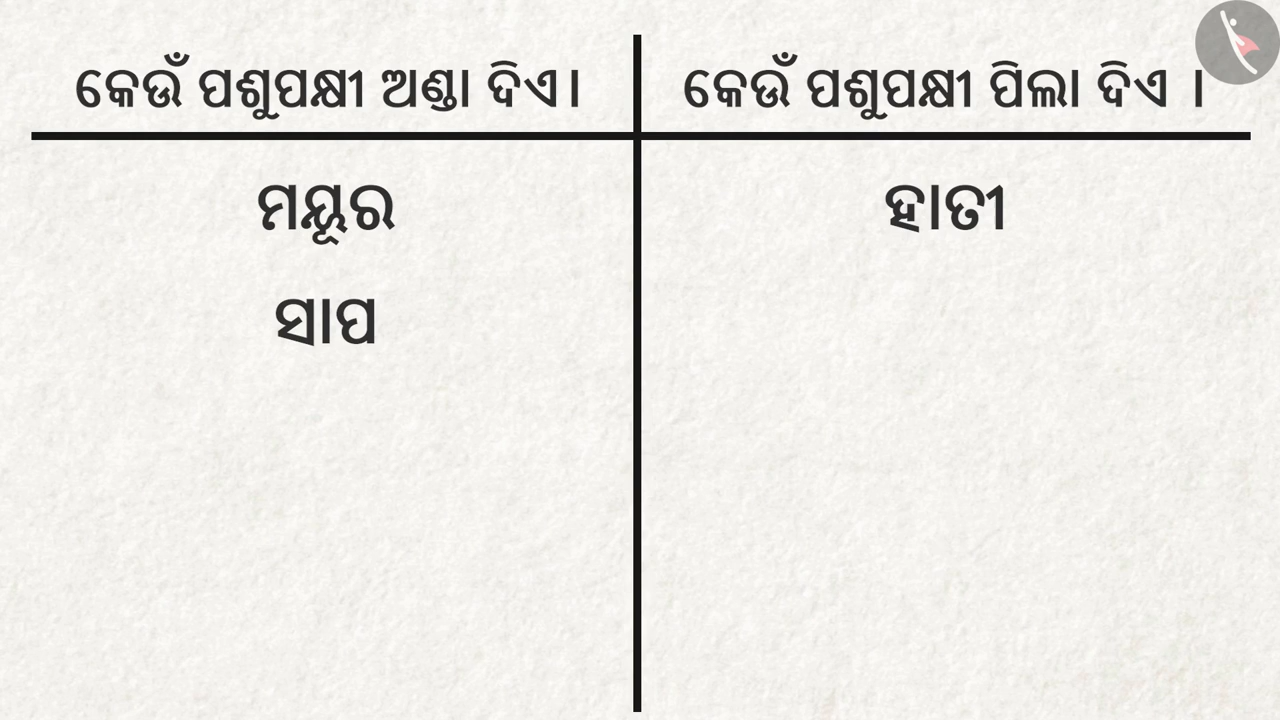 କେଉଁ ପଶୁପକ୍ଷୀ ଅଣ୍ଡା ଦିଏ।
କେଉଁ ପଶୁପକ୍ଷୀ ପିଲା ଦିଏ ।
ମୟୂର
ହାତୀ
ସାପ